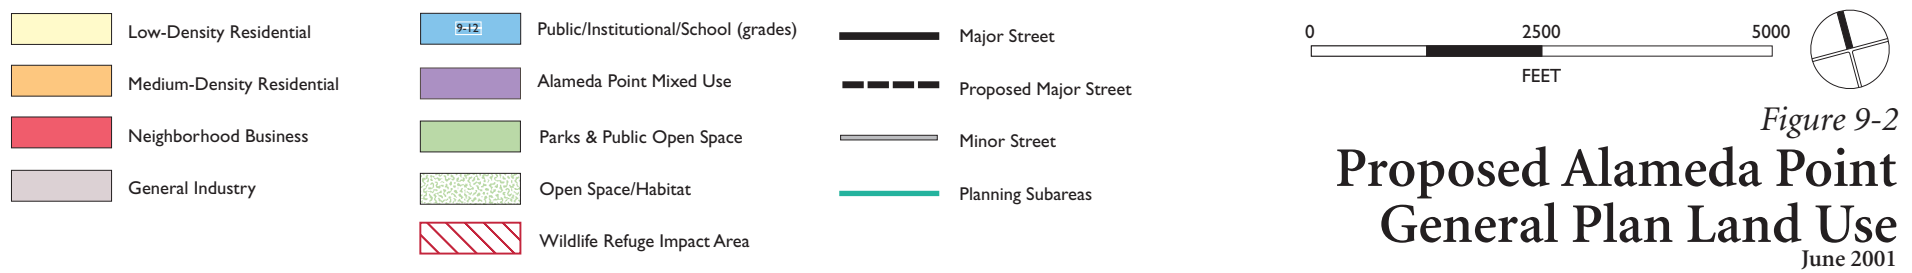 Low-Density Residential
Medium-Density Residential
Neighborhood Business
General Industry
9-12
Public/Institutional/School (grades)
Alameda Point Mixed Use
Parks & Public Open Space
Open Space/Habitat
Wildlife Refuge Impact Area
Major Street
Proposed Major Street
Minor Street
Planning Subareas
0 2500 5000
FEET
Figure 9-2
Proposed Alameda Point
General Plan Land Use
June 2001